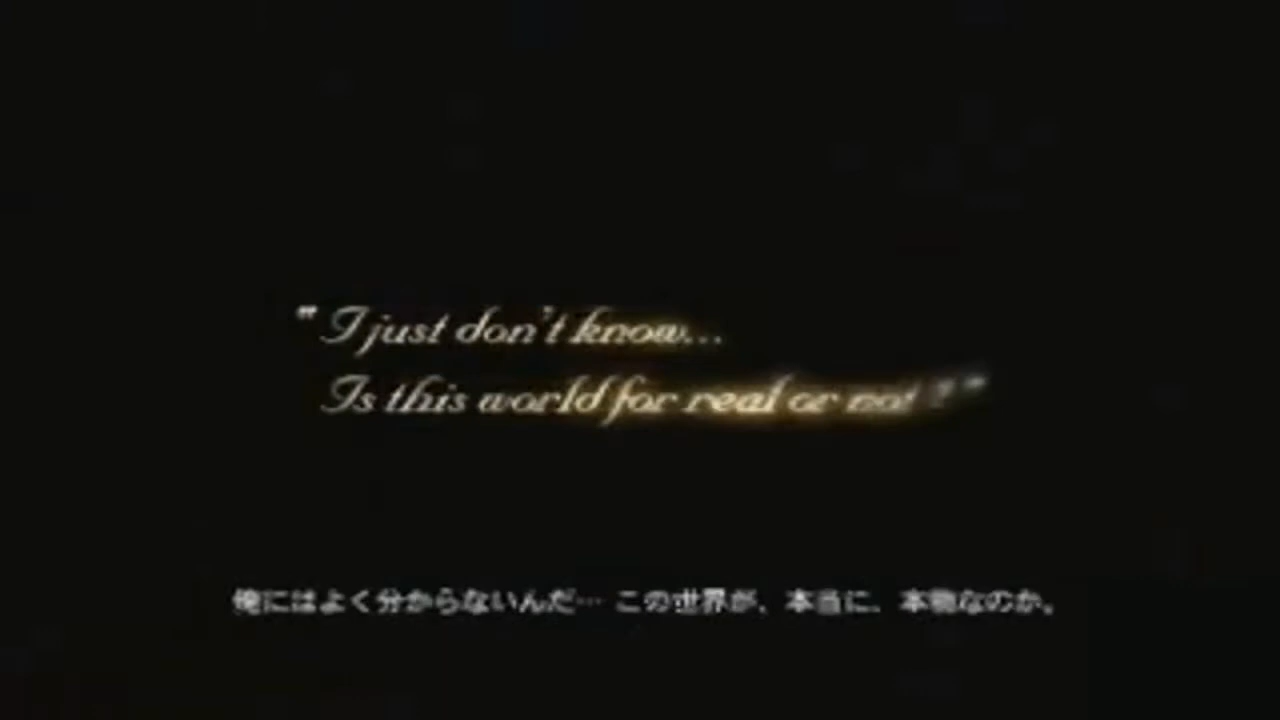 " I just don't know...
Is this world for real or not ? "
俺にはよく分からないんだ… この世界が、本当に、本物なのか。